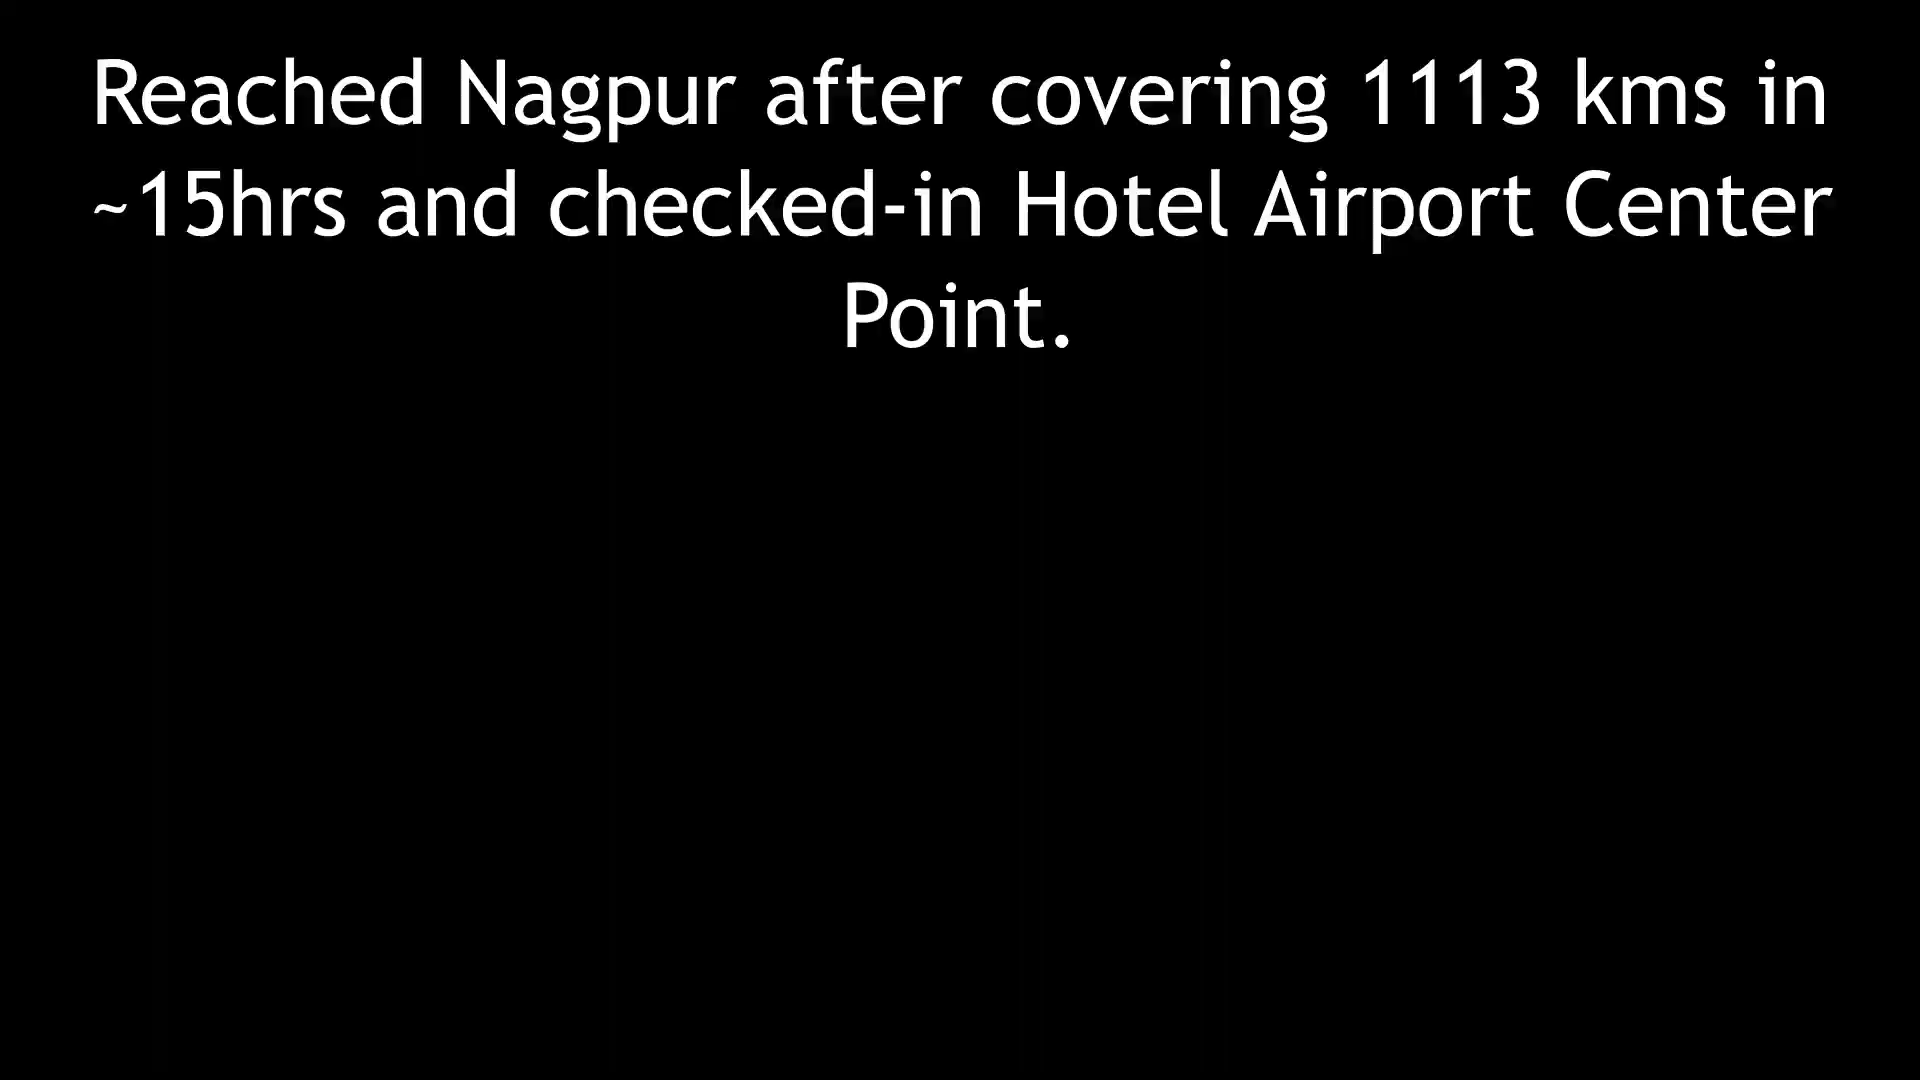 Reached Nagpur after covering 1113 kms in
~15hrs and checked-in Hotel Airport Center
Point.